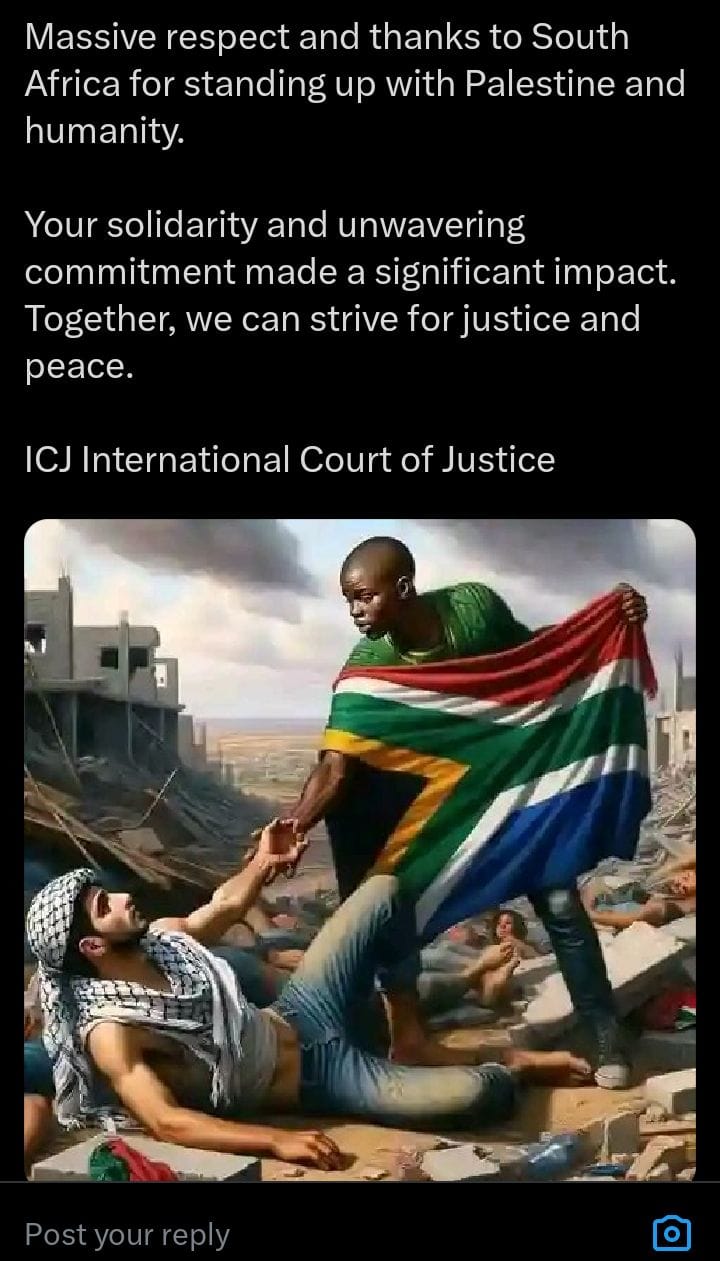 Massive respect and thanks to South
Africa for standing up with Palestine and
humanity.
Your solidarity and unwavering
commitment made a significant impact.
Together, we can strive for justice and
peace.
ICJ International Court of Justice
Post your reply